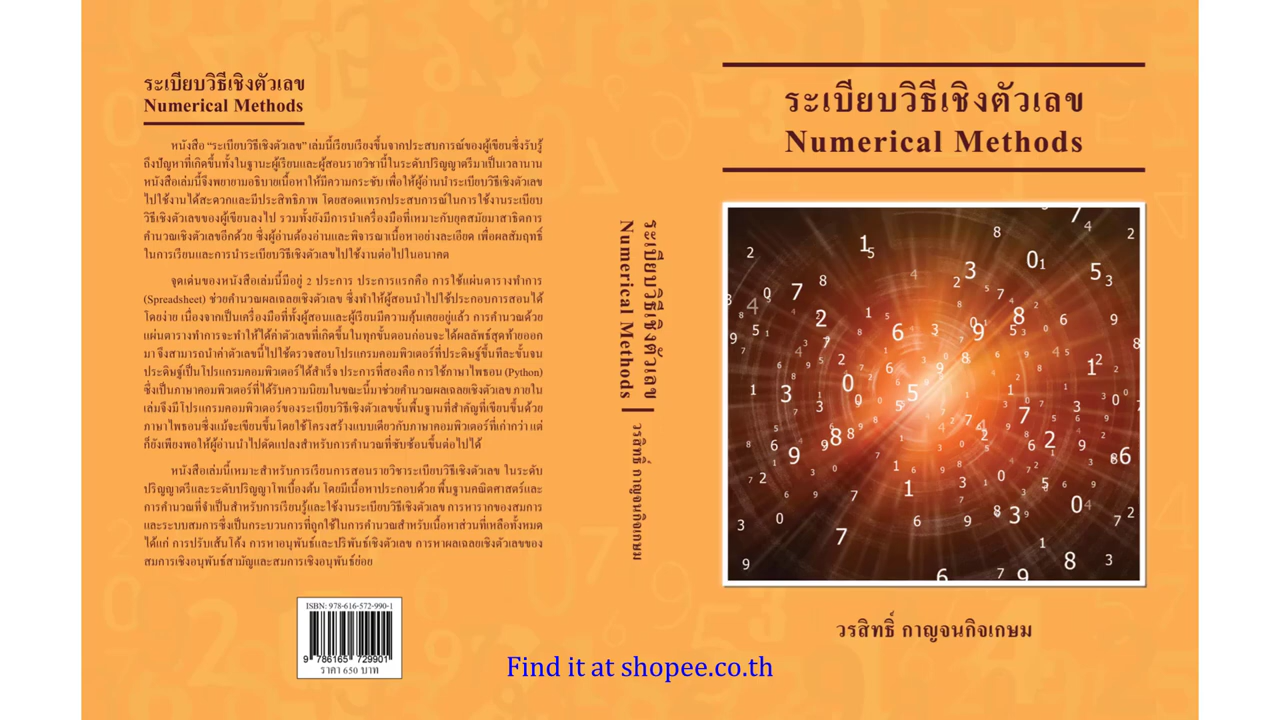 ระเบียบวิธีเชิงตัวเลข
Numerical Methods
หนังสือ “ระเบียบวิธีเชิงตัวเลข” เล่มนี้เรียบเรียงขึ้นจากประสบการณ์ของผู้เขียนซึ่งรับรู้
ถึงปัญหาที่เกิดขึ้นทั้งในฐานะผู้เรียนและผู้สอนรายวิชานี้ในระดับปริญญาตรีมาเป็นเวลานาน
หนังสือเล่มนี้จึงพยายามอธิบายเนื้อหาให้มีความกระชับ เพื่อให้ผู้อ่านนำระเบียบวิธีเชิงตัวเลข
ไปใช้งานได้สะดวกและมีประสิทธิภาพ โดยสอดแทรกประสบการณ์ในการใช้งานระเบียบ
วิธีเชิงตัวเลขของผู้เขียนลงไป รวมทั้งยังมีการนำเครื่องมือที่เหมาะกับยุคสมัยมาสาธิตการ
คำนวณเชิงตัวเลขอีกด้วย ซึ่งผู้อ่านต้องอ่านและพิจารณาเนื้อหาอย่างละเอียด เพื่อผลสัมฤทธิ์
ในการเรียนและการนำระเบียบวิธีเชิงตัวเลขไปใช้งานต่อไปในอนาคต
จุดเด่นของหนังสือเล่มนี้มีอยู่ 2 ประการ ประการแรกคือ การใช้แผ่นตารางทำการ
(Spreadsheet) ช่วยคำนวณผลเฉลยเชิงตัวเลข ซึ่งทำให้ผู้สอนนำไปใช้ประกอบการสอนได้
โดยง่าย เนื่องจากเป็นเครื่องมือที่ทั้งผู้สอนและผู้เรียนมีความคุ้นเคยอยู่แล้ว การคำนวณด้วย
แผ่นตารางทำการจะทำให้ได้ค่าตัวเลขที่เกิดขึ้นในทุกขั้นตอนก่อนจะได้ผลลัพธ์สุดท้ายออก
มา จึงสามารถนำค่าตัวเลขนี้ไปใช้ตรวจสอบโปรแกรมคอมพิวเตอร์ที่ประดิษฐ์ขึ้นทีละขั้นจน
ประดิษฐ์เป็นโปรแกรมคอมพิวเตอร์ได้สำเร็จ ประการที่สองคือ การใช้ภาษาไพธอน (Python)
ซึ่งเป็นภาษาคอมพิวเตอร์ที่ได้รับความนิยมในขณะนี้มาช่วยคำนวณผลเฉลยเชิงตัวเลข ภายใน
เล่มจึงมีโปรแกรมคอมพิวเตอร์ของระเบียบวิธีเชิงตัวเลขขั้นพื้นฐานที่สำคัญที่เขียนขึ้นด้วย
ภาษาไพธอนซึ่งแม้จะเขียนขึ้นโดยใช้โครงสร้างแบบเดียวกับภาษาคอมพิวเตอร์ที่เก่ากว่า แต่
ก็ยังเพียงพอให้ผู้อ่านนำไปดัดแปลงสำหรับการคำนวณที่ซับซ้อนขึ้นต่อไปได้
หนังสือเล่มนี้เหมาะสำหรับการเรียนการสอนรายวิชาระเบียบวิธีเชิงตัวเลข ในระดับ
ปริญญาตรีและระดับปริญญาโทเบื้องต้น โดยมีเนื้อหาประกอบด้วย พื้นฐานคณิตศาสตร์และ
การคำนวณที่จำเป็นสำหรับการเรียนรู้และใช้งานระเบียบวิธีเชิงตัวเลข การหารากของสมการ
และระบบสมการซึ่งเป็นกระบวนการที่ถูกใช้ในการคำนวณสำหรับเนื้อหาส่วนที่เหลือทั้งหมด
ได้แก่ การปรับเส้นโค้ง การหาอนุพันธ์และปริพันธ์เชิงตัวเลข การหาผลเฉลยเชิงตัวเลขของ
สมการเชิงอนุพันธ์สามัญและสมการเชิงอนุพันธ์ย่อย
ISBN: 978-616-572-990-1
9 786165 729901
ราคา 650 บาท
ระเบียบวิธีเชิงตัวเลข
Numerical Methods
วรสิทธิ์ กาญจนกิจเกษม
ระเบียบวิธีเชิงตัวเลข
Numerical Methods
วรสิทธิ์ กาญจนกิจเกษม
Find it at shopee.co.th